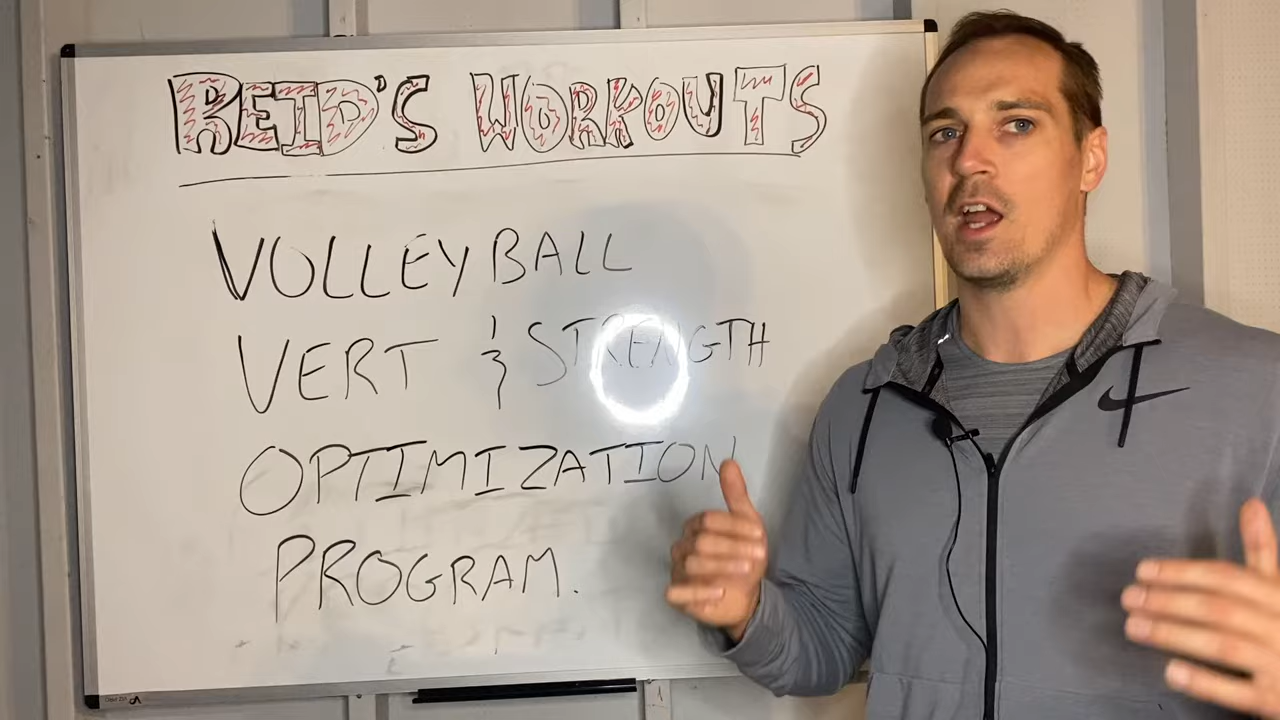 REID'S WORKOUTS
VOLLEYBALL
VERT & STRENGTH
OPTIMIZATION
PROGRAM.